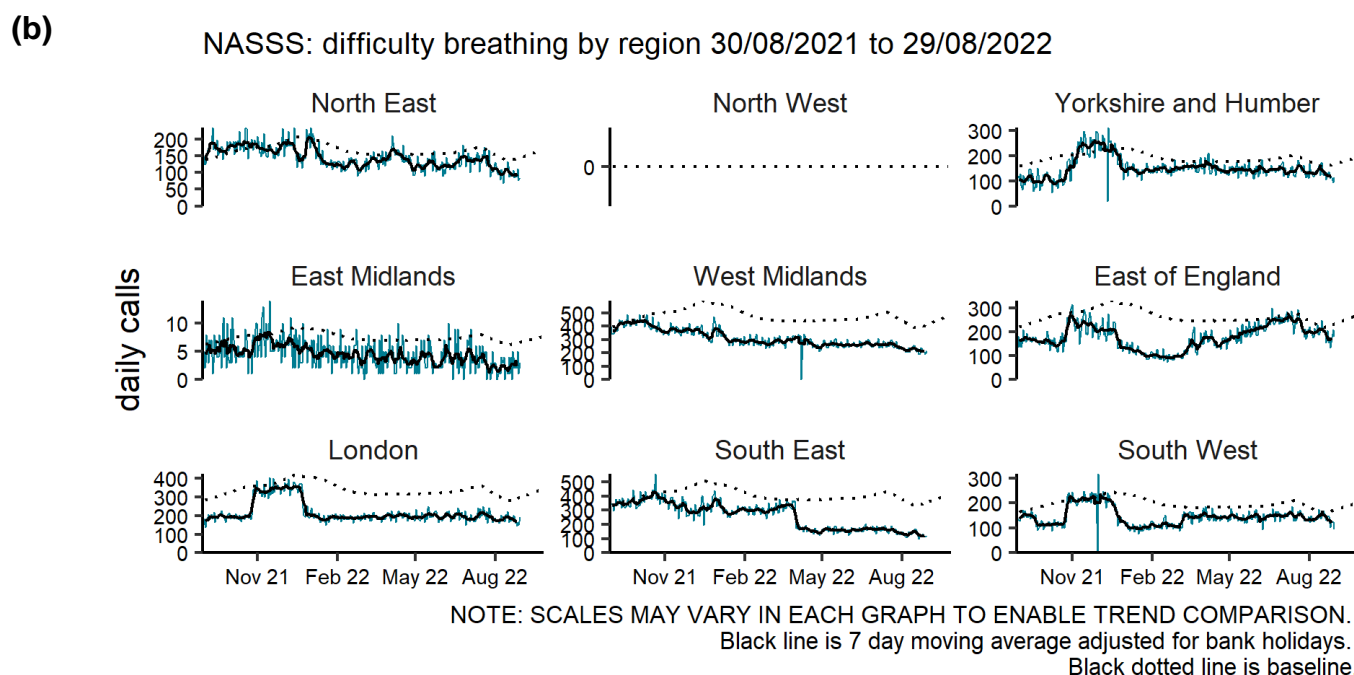 (b)
NASSS: difficulty breathing by region 30/08/2021 to 29/08/2022
North East
North West
Yorkshire and Humber
200
150
100
50
0
0
300
200
100
0
daily calls
East Midlands
West Midlands
East of England
10
5
0
500
400
300
200
100
0
300
200
100
0
London
South East
South West
400
300
200
100
0
500
400
300
200
100
0
300
200
100
0
Nov 21 Feb 22 May 22 Aug 22
Nov 21 Feb 22 May 22 Aug 22
Nov 21 Feb 22 May 22 Aug 22
NOTE: SCALES MAY VARY IN EACH GRAPH TO ENABLE TREND COMPARISON.
Black line is 7 day moving average adjusted for bank holidays.
Black dotted line is baseline